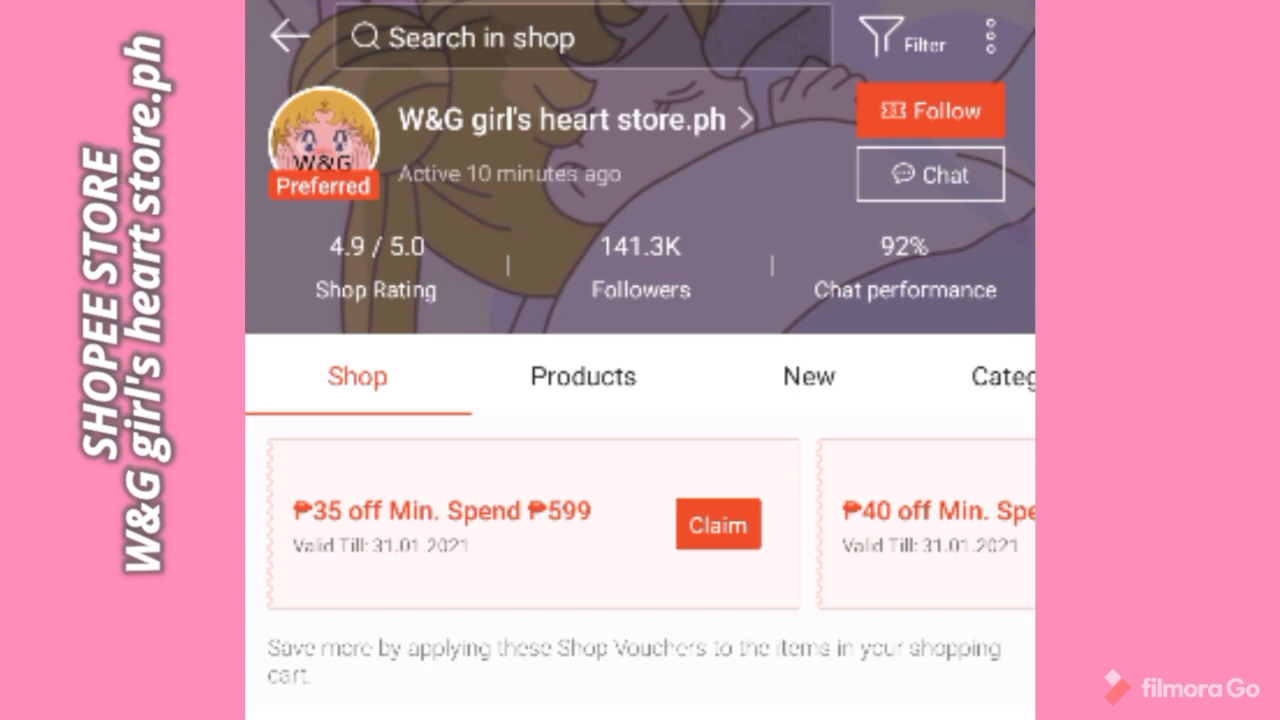 SHOPEE STORE
W&G girl's heart store.ph
Search in shop
Filter
W&G girl's heart store.ph
Follow
W&G
Preferred
Active 10 minutes ago
Chat
4.9 / 5.0
141.3K
92%
Shop Rating
Followers
Chat performance
Shop
Products
New
Categ
₱35 off Min. Spend ₱599
Valid Till: 31.01.2021
Claim
₱40 off Min. Spe
Valid Till: 31.01.2021
Save more by applying these Shop Vouchers to the items in your shopping
cart.
filmora Go